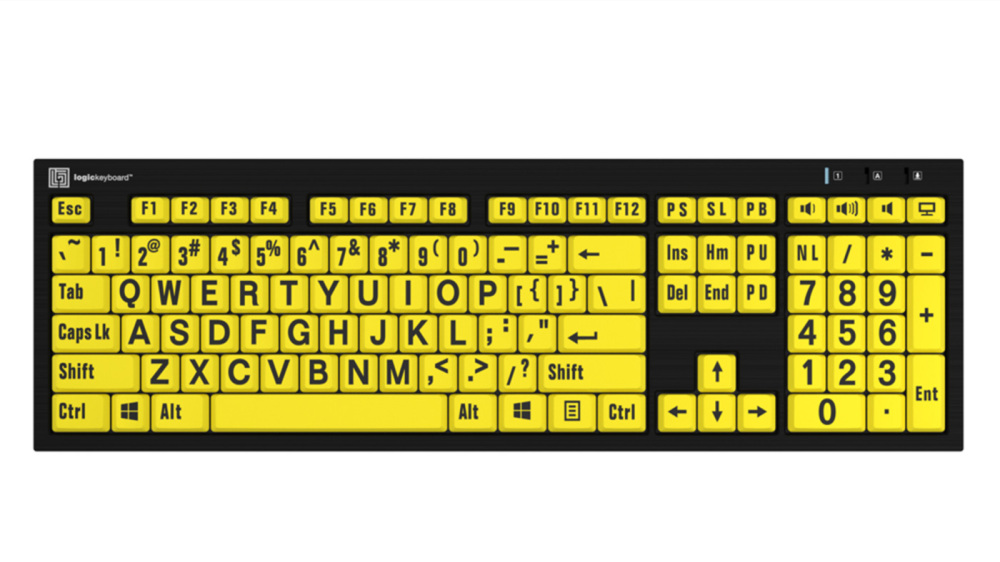 logickeyboard™
1 A
Esc F1 F2 F3 F4 F5 F6 F7 F8 F9 F10 F11 F12 PS SL PB
` ~ 1 ! 2 @ 3 # 4 $ 5 % 6 ^ 7 & 8 * 9 ( 0 ) - _ = + ← Ins Hm PU NL / * -
Tab Q W E R T Y U I O P [ { ] } \ | Del End PD 7 8 9 +
Caps Lk A S D F G H J K L ; : , " ↵ 4 5 6
Shift Z X C V B N M , < . > / ? Shift ↑ 1 2 3 Ent
Ctrl Alt Alt Ctrl ← ↓ → 0 .